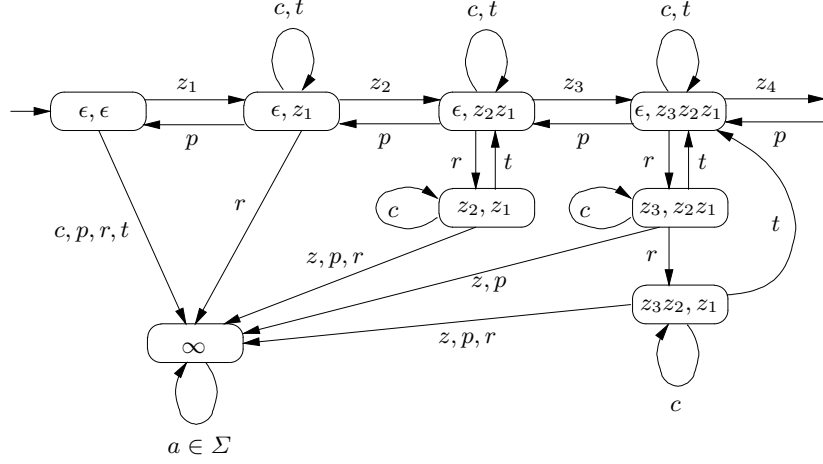 c, t c, t c, t
z₁ z₂ z₃ z₄
ϵ, ϵ ϵ, z₁ ϵ, z₂z₁ ϵ, z₃z₂z₁
p p p p
r t r t
r
c z₂, z₁ c z₃, z₂z₁
c, p, r, t t
z, p, r r
z, p
z₃z₂, z₁
z, p, r
∞
c
a ∈ Σ